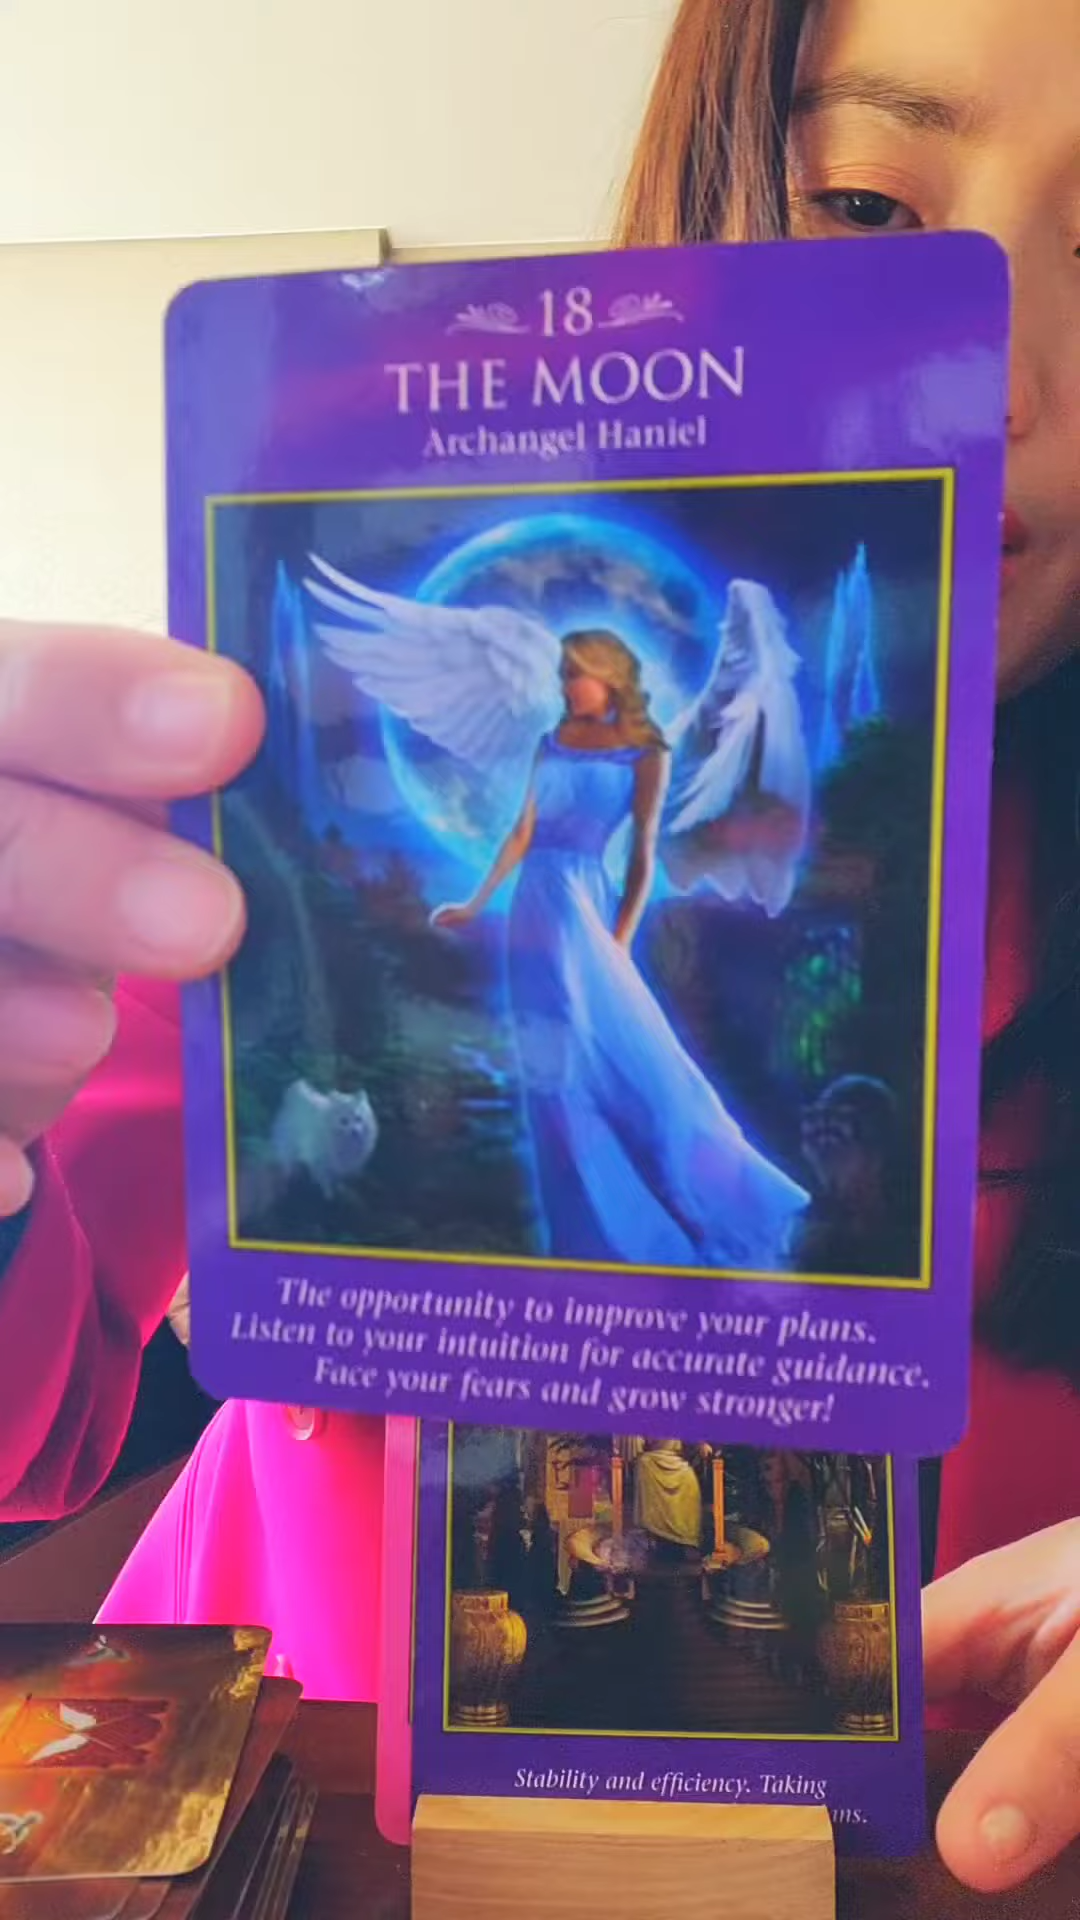 18
THE MOON
Archangel Haniel
The opportunity to improve your plans.
Listen to your intuition for accurate guidance.
Face your fears and grow stronger!
Stability and efficiency. Taking